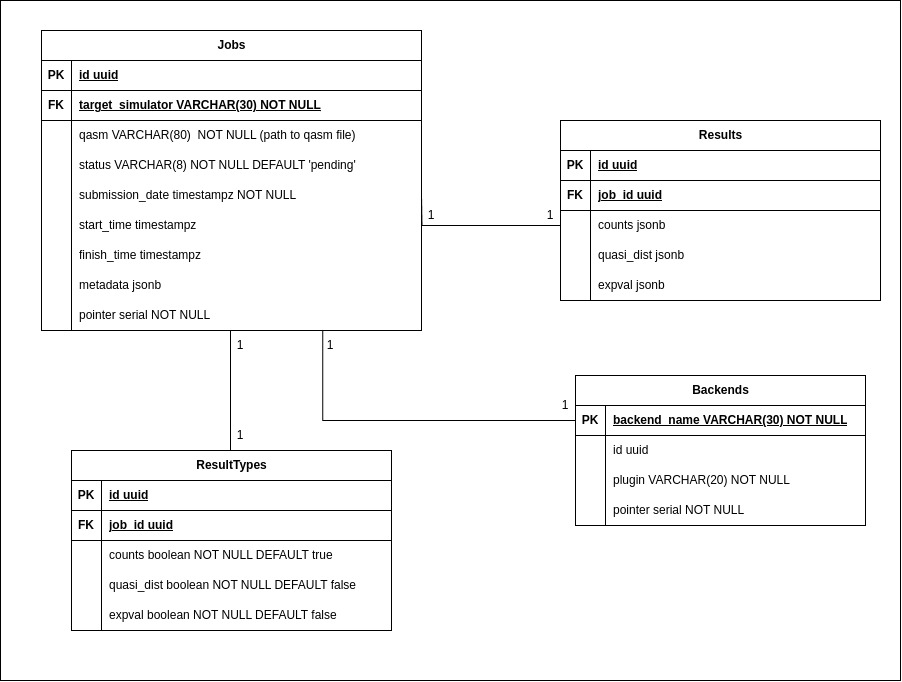 Jobs
PK id uuid
FK target_simulator VARCHAR(30) NOT NULL
qasm VARCHAR(80)  NOT NULL (path to qasm file)
status VARCHAR(8) NOT NULL DEFAULT 'pending'
submission_date timestampz NOT NULL
start_time timestampz
finish_time timestampz
metadata jsonb
pointer serial NOT NULL
1
1
Results
PK id uuid
FK job_id uuid
counts jsonb
quasi_dist jsonb
expval jsonb
1
1
1
1
ResultTypes
PK id uuid
FK job_id uuid
counts boolean NOT NULL DEFAULT true
quasi_dist boolean NOT NULL DEFAULT false
expval boolean NOT NULL DEFAULT false
Backends
PK backend_name VARCHAR(30) NOT NULL
id uuid
plugin VARCHAR(20) NOT NULL
pointer serial NOT NULL